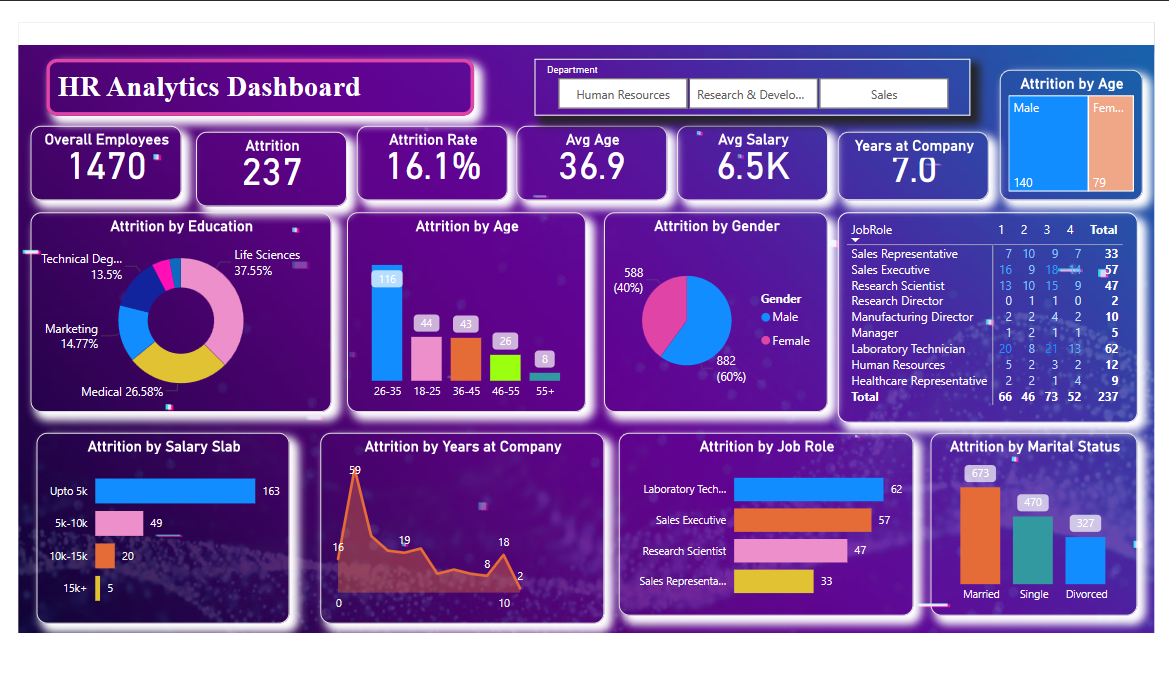 HR Analytics Dashboard
Department
Human Resources
Research & Develo...
Sales
Attrition by Age
Male
Fem...
140
79
Overall Employees
1470
Attrition
237
Attrition Rate
16.1%
Avg Age
36.9
Avg Salary
6.5K
Years at Company
7.0
Attrition by Education
Technical Deg...
13.5%
Life Sciences
37.55%
Marketing
14.77%
Medical 26.58%
Attrition by Age
116
44
43
26
8
26-35 18-25 36-45 46-55 55+
Attrition by Gender
588
(40%)
882
(60%)
Gender
Male
Female
JobRole 1 2 3 4 Total
Sales Representative 7 10 9 7 33
Sales Executive 16 9 18 57
Research Scientist 13 10 15 9 47
Research Director 0 1 1 0 2
Manufacturing Director 2 2 4 2 10
Manager 1 2 1 1 5
Laboratory Technician 20 8 21 13 62
Human Resources 5 2 3 2 12
Healthcare Representative 2 2 1 4 9
Total 66 46 73 52 237
Attrition by Salary Slab
Upto 5k 163
5k-10k 49
10k-15k 20
15k+ 5
Attrition by Years at Company
59
16
19
18
8
2
0
10
Attrition by Job Role
Laboratory Tech... 62
Sales Executive 57
Research Scientist 47
Sales Representa... 33
Attrition by Marital Status
673
470
327
Married Single Divorced